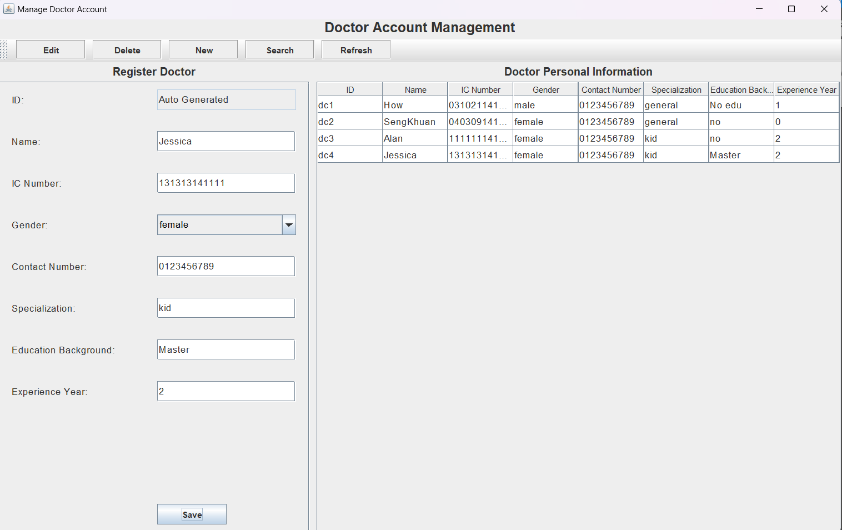 Manage Doctor Account
Doctor Account Management
Edit Delete New Search Refresh
Register Doctor
ID: Auto Generated
Name: Jessica
IC Number: 131313141111
Gender: female
Contact Number: 0123456789
Specialization: kid
Education Background: Master
Experience Year: 2
Save
Doctor Personal Information
ID Name IC Number Gender Contact Number Specialization Education Back... Experience Year
dc1 How 031021141... male 0123456789 general No edu 1
dc2 SengKhuan 040309141... female 0123456789 general no 0
dc3 Alan 111111141... female 0123456789 kid no 2
dc4 Jessica 131313141... female 0123456789 kid Master 2